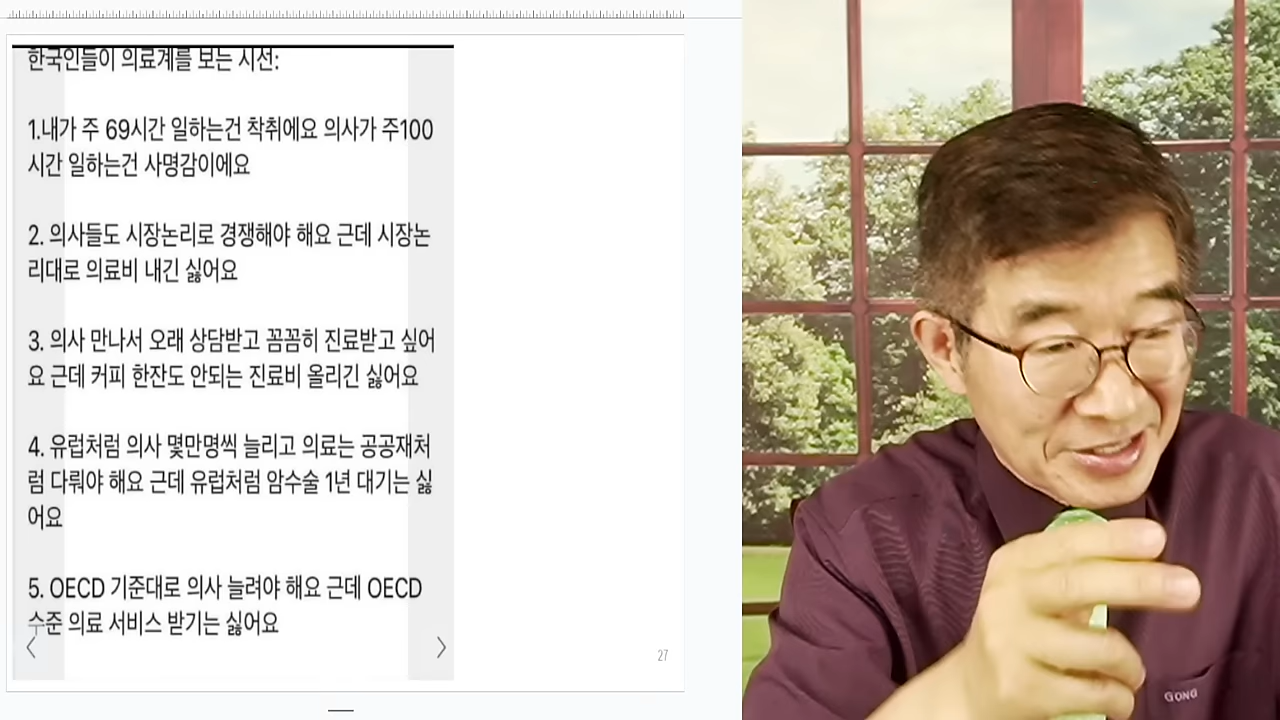 한국인들이 의료계를 보는 시선:
1.내가 주 69시간 일하는건 착취에요 의사가 주100
시간 일하는건 사명감이에요
2. 의사들도 시장논리로 경쟁해야 해요 근데 시장논
리대로 의료비 내긴 싫어요
3. 의사 만나서 오래 상담받고 꼼꼼히 진료받고 싶어
요 근데 커피 한잔도 안되는 진료비 올리긴 싫어요
4. 유럽처럼 의사 몇만명씩 늘리고 의료는 공공재처
럼 다뤄야 해요 근데 유럽처럼 암수술 1년 대기는 싫
어요
5. OECD 기준대로 의사 늘려야 해요 근데 OECD
수준 의료 서비스 받기는 싫어요
27
GONG